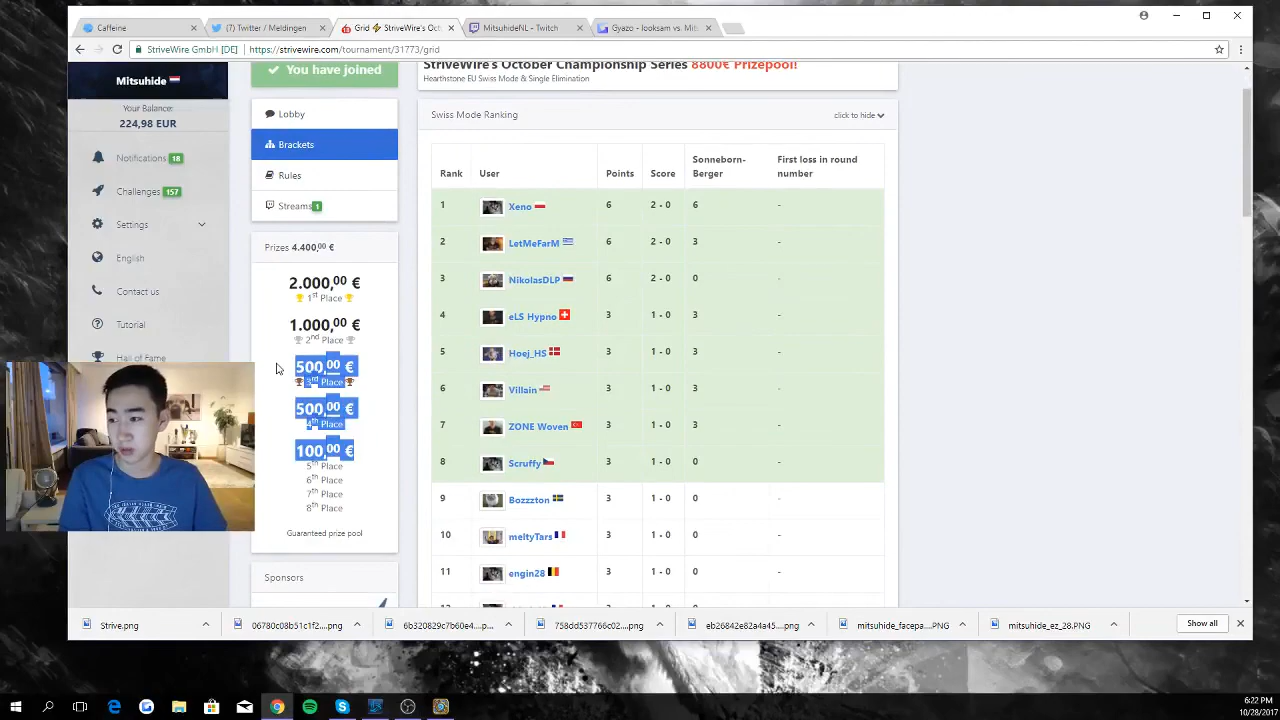 Caffeine
(7) Twitter / Meldingen
Grid ⚡ StriveWire's Oct
MitsuhideNL - Twitch
Gyazo - looksam vs. Mits
StriveWire GmbH [DE] https://strivewire.com/tournament/31773/grid
Mitsuhide
Your Balance:
224,98 EUR
Notifications 18
Challenges 157
Settings
English
Contact us
Tutorial
Hall of Fame
✓ You have joined
Lobby
Brackets
Rules
Streams 1
Prizes 4.400,00 €
2.000,00 €
1st Place
1.000,00 €
2nd Place
500,00 €
3rd Place
500,00 €
4th Place
100,00 €
5th Place
6th Place
7th Place
8th Place
Guaranteed prize pool
Sponsors
StriveWire's October Championship Series 8800€ Prizepool!
Hearthstone EU Swiss Mode & Single Elimination
Swiss Mode Ranking click to hide
Rank User Points Score Sonneborn-Berger First loss in round number
1 Xeno 6 2 - 0 6 -
2 LetMeFarM 6 2 - 0 3 -
3 NikolasDLP 6 2 - 0 0 -
4 eLS Hypno 3 1 - 0 3 -
5 Hoej_HS 3 1 - 0 3 -
6 Villain 3 1 - 0 3 -
7 ZONE Woven 3 1 - 0 3 -
8 Scruffy 3 1 - 0 0 -
9 Bozzzton 3 1 - 0 0 -
10 meltyTars 3 1 - 0 0 -
11 engin28 3 1 - 0 0 -
Strive.png
06780c08b51c1f2....png
6b320829c7b60e4....p...
758dd537766c02....png
eb26842e82a4a45....png
mitsuhide_facepa....PNG
mitsuhide_ez_28.PNG
Show all
6:22 PM
10/28/2017